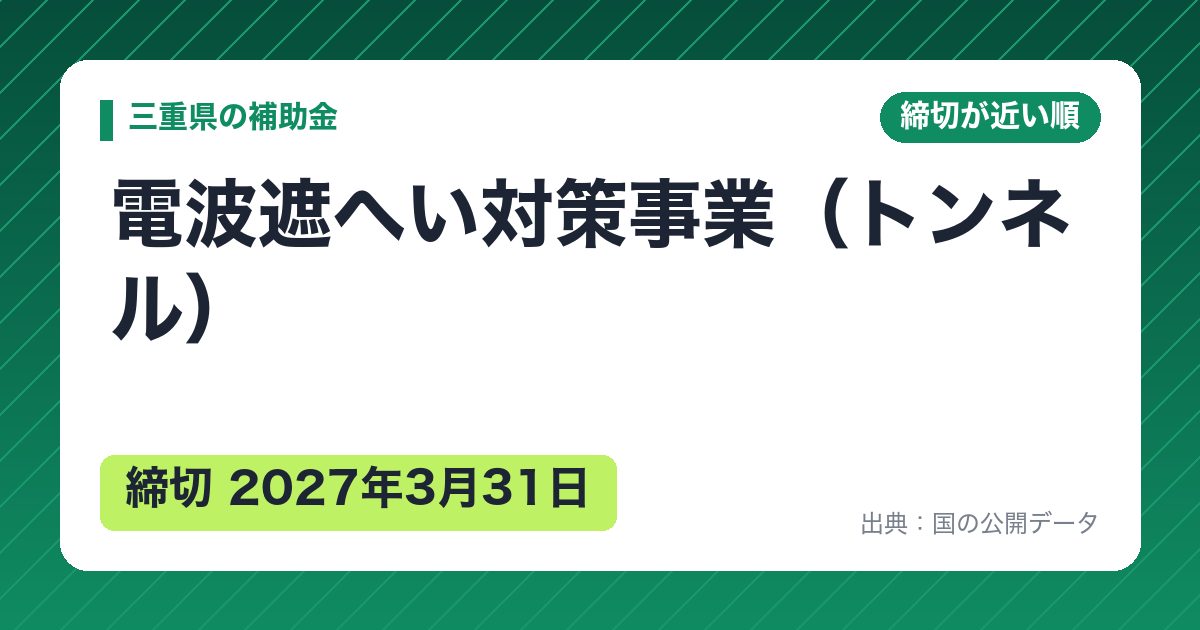 三重県の補助金
締切が近い順
電波遮へい対策事業（トンネ
ル）
締切 2027年3月31日
出典：国の公開データ